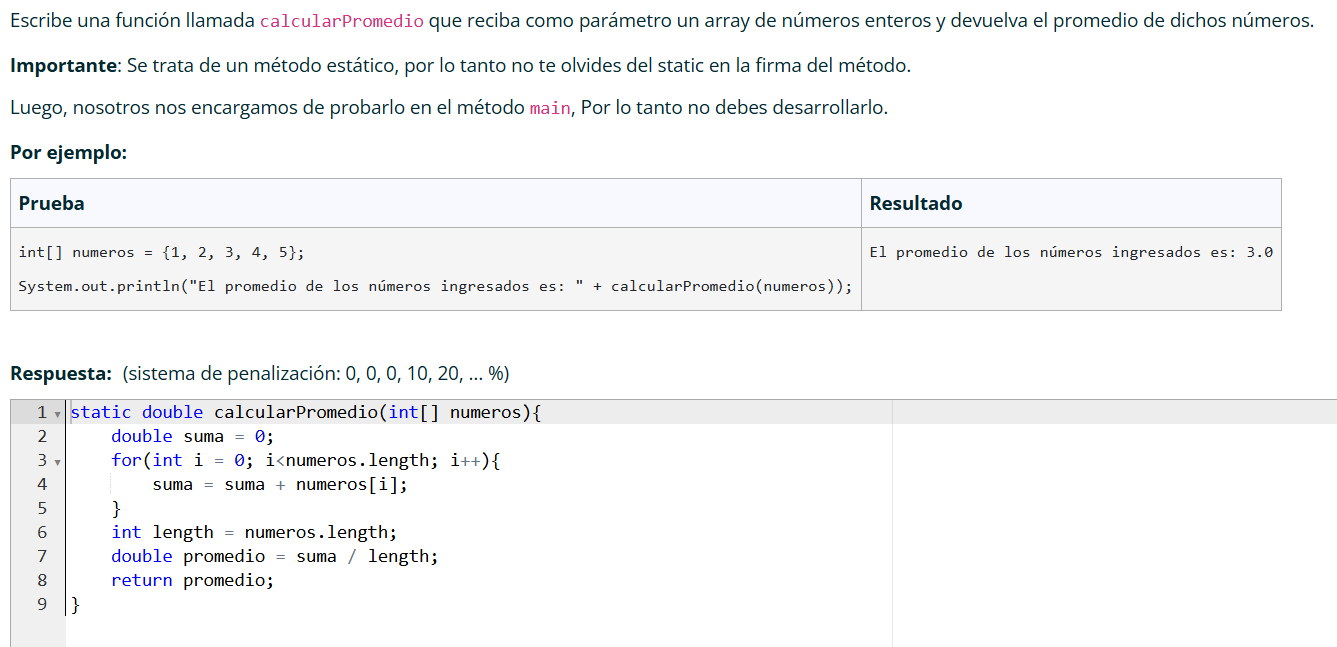 Escribe una función llamada calcularPromedio que reciba como parámetro un array de números enteros y devuelva el promedio de dichos números.
Importante: Se trata de un método estático, por lo tanto no te olvides del static en la firma del método.
Luego, nosotros nos encargamos de probarlo en el método main, Por lo tanto no debes desarrollarlo.
Por ejemplo:
Prueba Resultado
int[] numeros = {1, 2, 3, 4, 5}; El promedio de los números ingresados es: 3.0
System.out.println("El promedio de los números ingresados es: " + calcularPromedio(numeros));
Respuesta: (sistema de penalización: 0, 0, 0, 10, 20, ... %)
1 static double calcularPromedio(int[] numeros){
2     double suma = 0;
3     for(int i = 0; i<numeros.length; i++){
4         suma = suma + numeros[i];
5     }
6     int length = numeros.length;
7     double promedio = suma / length;
8     return promedio;
9 }